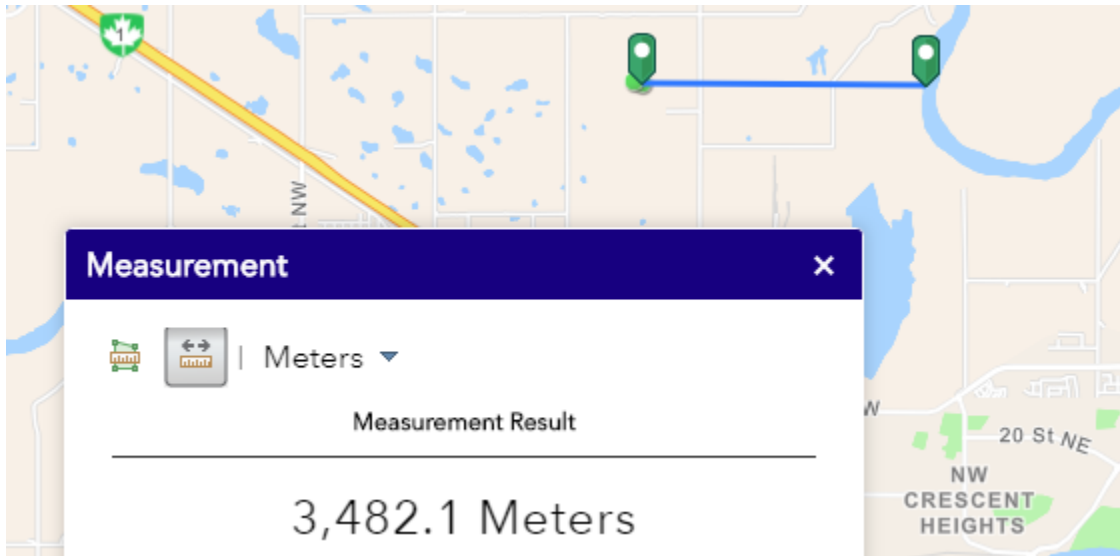 1
NW
Measurement
Meters
Measurement Result
3,482.1 Meters
W
20 St NE
NW
CRESCENT
HEIGHTS